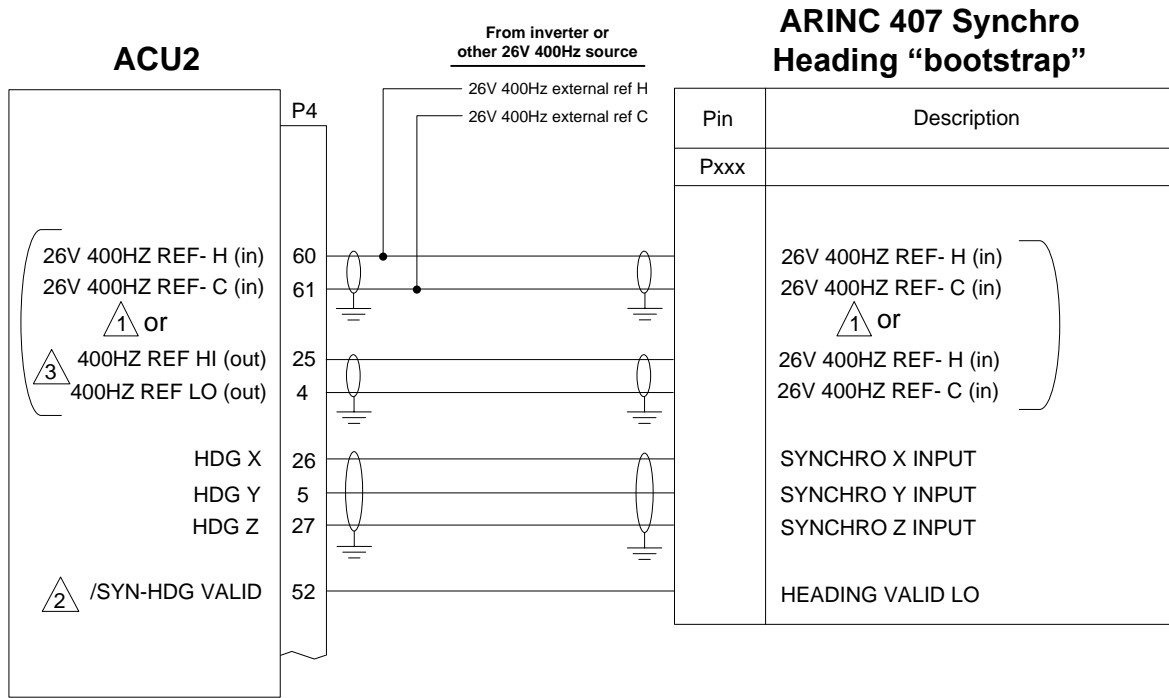 ACU2
From inverter or
other 26V 400Hz source
ARINC 407 Synchro
Heading “bootstrap”
26V 400Hz external ref H
26V 400Hz external ref C
P4
Pin Description
Pxxx
26V 400HZ REF- H (in) 60 26V 400HZ REF- H (in)
26V 400HZ REF- C (in) 61 26V 400HZ REF- C (in)
1 or 1 or
3 400HZ REF HI (out) 25 26V 400HZ REF- H (in)
400HZ REF LO (out) 4 26V 400HZ REF- C (in)
HDG X 26 SYNCHRO X INPUT
HDG Y 5 SYNCHRO Y INPUT
HDG Z 27 SYNCHRO Z INPUT
2 /SYN-HDG VALID 52 HEADING VALID LO